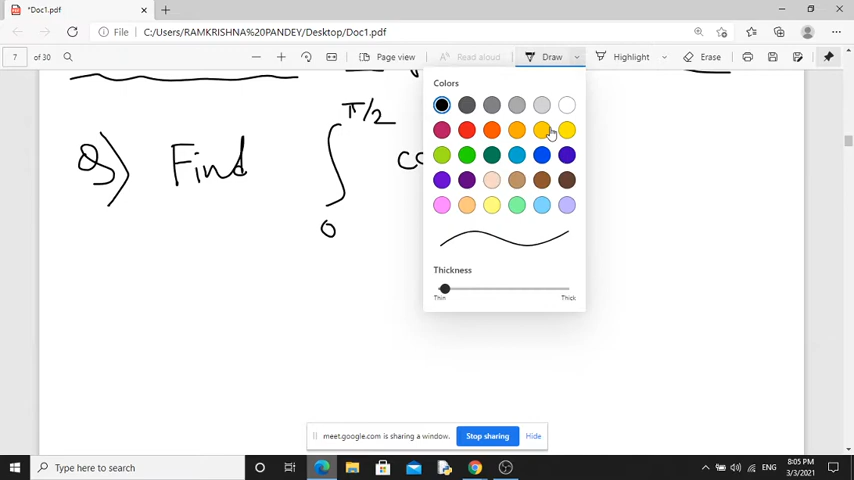 *Doc1.pdf
File C:/Users/RAMKRISHNA%20PANDEY/Desktop/Doc1.pdf
7 of 30 Page view Read aloud Draw Highlight Erase
Colors
π/2
Q) Find ∫ co
0
Thickness
Thin Thick
meet.google.com is sharing a window. Stop sharing Hide
Type here to search
ENG
8:05 PM
3/3/2021